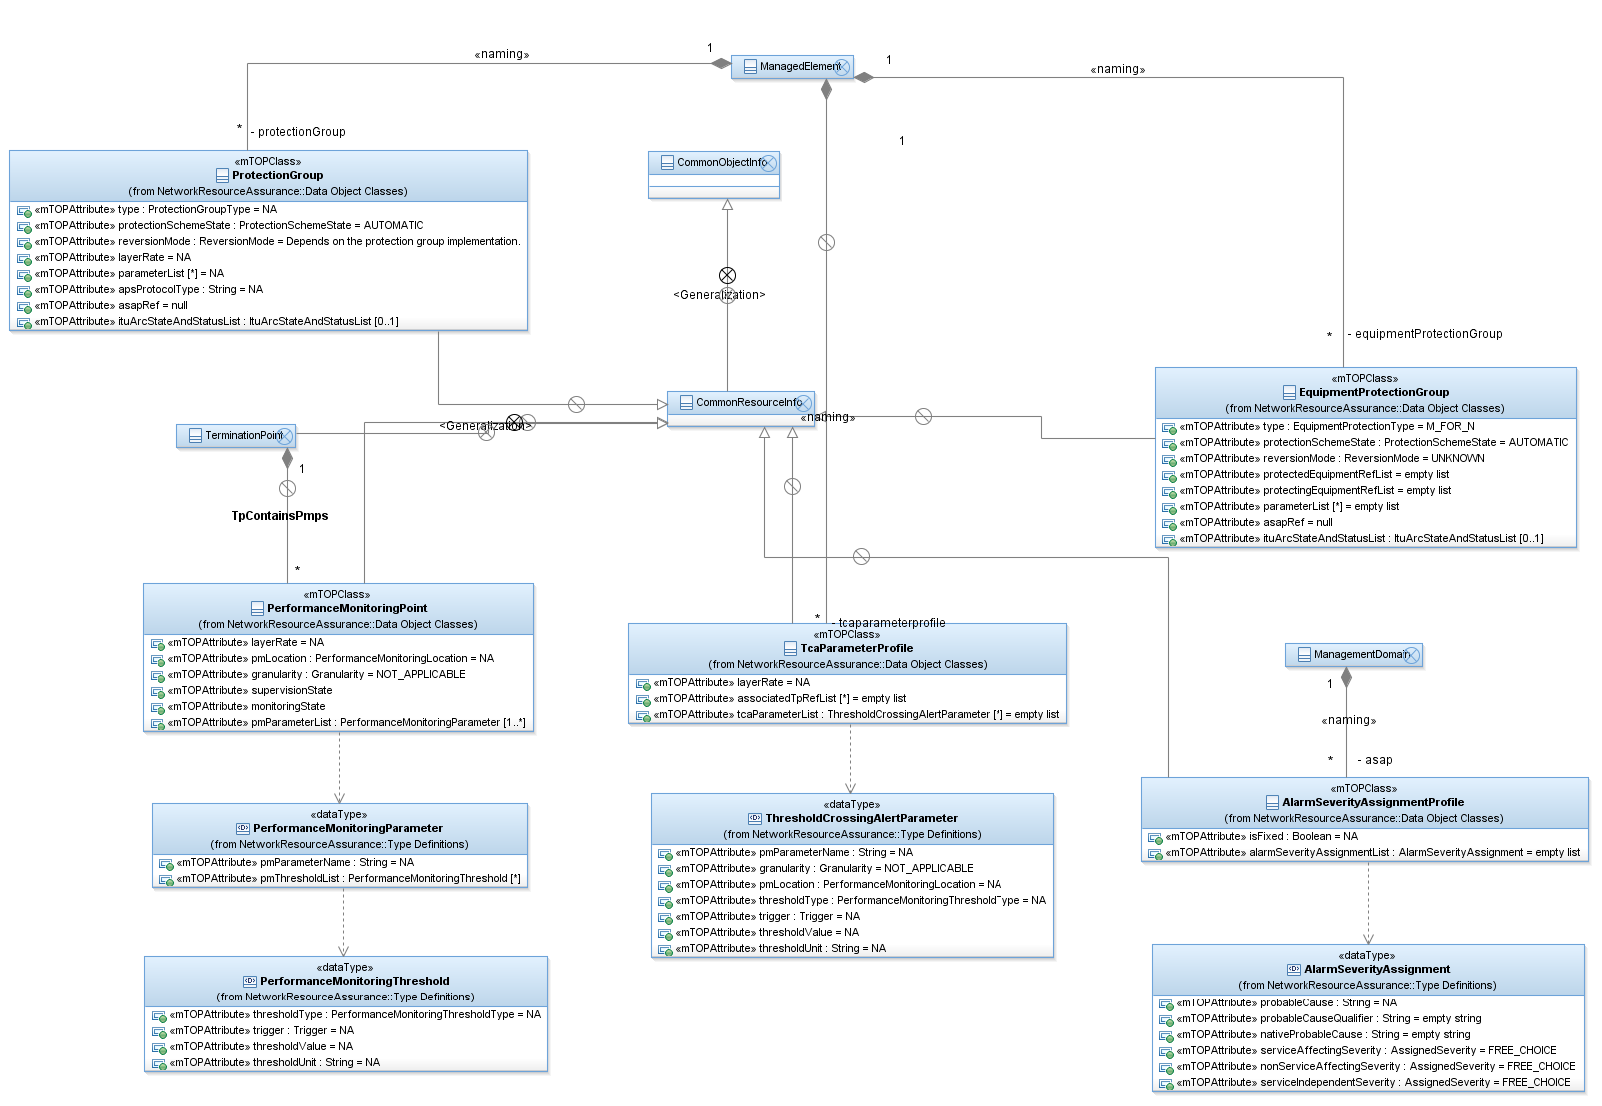 «naming»
1
ManagedElement
1
«naming»
* - protectionGroup
1
«mTOPClass»
ProtectionGroup
(from NetworkResourceAssurance::Data Object Classes)
«mTOPAttribute» type : ProtectionGroupType = NA
«mTOPAttribute» protectionSchemeState : ProtectionSchemeState = AUTOMATIC
«mTOPAttribute» reversionMode : ReversionMode = Depends on the protection group implementation.
«mTOPAttribute» layerRate = NA
«mTOPAttribute» parameterList [*] = NA
«mTOPAttribute» apsProtocolType : String = NA
«mTOPAttribute» asapRef = null
«mTOPAttribute» ituArcStateAndStatusList : ItuArcStateAndStatusList [0..1]
CommonObjectInfo
<Generalization>
* - equipmentProtectionGroup
«mTOPClass»
EquipmentProtectionGroup
(from NetworkResourceAssurance::Data Object Classes)
«mTOPAttribute» type : EquipmentProtectionType = M_FOR_N
«mTOPAttribute» protectionSchemeState : ProtectionSchemeState = AUTOMATIC
«mTOPAttribute» reversionMode : ReversionMode = UNKNOWN
«mTOPAttribute» protectedEquipmentRefList = empty list
«mTOPAttribute» protectingEquipmentRefList = empty list
«mTOPAttribute» parameterList [*] = empty list
«mTOPAttribute» asapRef = null
«mTOPAttribute» ituArcStateAndStatusList : ItuArcStateAndStatusList [0..1]
CommonResourceInfo
«naming»
<Generalization>
TerminationPoint
1
TpContainsPmps
*
«mTOPClass»
PerformanceMonitoringPoint
(from NetworkResourceAssurance::Data Object Classes)
«mTOPAttribute» layerRate = NA
«mTOPAttribute» pmLocation : PerformanceMonitoringLocation = NA
«mTOPAttribute» granularity : Granularity = NOT_APPLICABLE
«mTOPAttribute» supervisionState
«mTOPAttribute» monitoringState
«mTOPAttribute» pmParameterList : PerformanceMonitoringParameter [1..*]
* - tcaparameterprofile
«mTOPClass»
TcaParameterProfile
(from NetworkResourceAssurance::Data Object Classes)
«mTOPAttribute» layerRate = NA
«mTOPAttribute» associatedTpRefList [*] = empty list
«mTOPAttribute» tcaParameterList : ThresholdCrossingAlertParameter [*] = empty list
ManagementDomain
1
«naming»
* - asap
«mTOPClass»
AlarmSeverityAssignmentProfile
(from NetworkResourceAssurance::Data Object Classes)
«mTOPAttribute» isFixed : Boolean = NA
«mTOPAttribute» alarmSeverityAssignmentList : AlarmSeverityAssignment = empty list
«dataType»
PerformanceMonitoringParameter
(from NetworkResourceAssurance::Type Definitions)
«mTOPAttribute» pmParameterName : String = NA
«mTOPAttribute» pmThresholdList : PerformanceMonitoringThreshold [*]
«dataType»
ThresholdCrossingAlertParameter
(from NetworkResourceAssurance::Type Definitions)
«mTOPAttribute» pmParameterName : String = NA
«mTOPAttribute» granularity : Granularity = NOT_APPLICABLE
«mTOPAttribute» pmLocation : PerformanceMonitoringLocation = NA
«mTOPAttribute» thresholdType : PerformanceMonitoringThresholdType = NA
«mTOPAttribute» trigger : Trigger = NA
«mTOPAttribute» thresholdValue = NA
«mTOPAttribute» thresholdUnit : String = NA
«dataType»
PerformanceMonitoringThreshold
(from NetworkResourceAssurance::Type Definitions)
«mTOPAttribute» thresholdType : PerformanceMonitoringThresholdType = NA
«mTOPAttribute» trigger : Trigger = NA
«mTOPAttribute» thresholdValue = NA
«mTOPAttribute» thresholdUnit : String = NA
«dataType»
AlarmSeverityAssignment
(from NetworkResourceAssurance::Type Definitions)
«mTOPAttribute» probableCause : String = NA
«mTOPAttribute» probableCauseQualifier : String = empty string
«mTOPAttribute» nativeProbableCause : String = empty string
«mTOPAttribute» serviceAffectingSeverity : AssignedSeverity = FREE_CHOICE
«mTOPAttribute» nonServiceAffectingSeverity : AssignedSeverity = FREE_CHOICE
«mTOPAttribute» serviceIndependentSeverity : AssignedSeverity = FREE_CHOICE